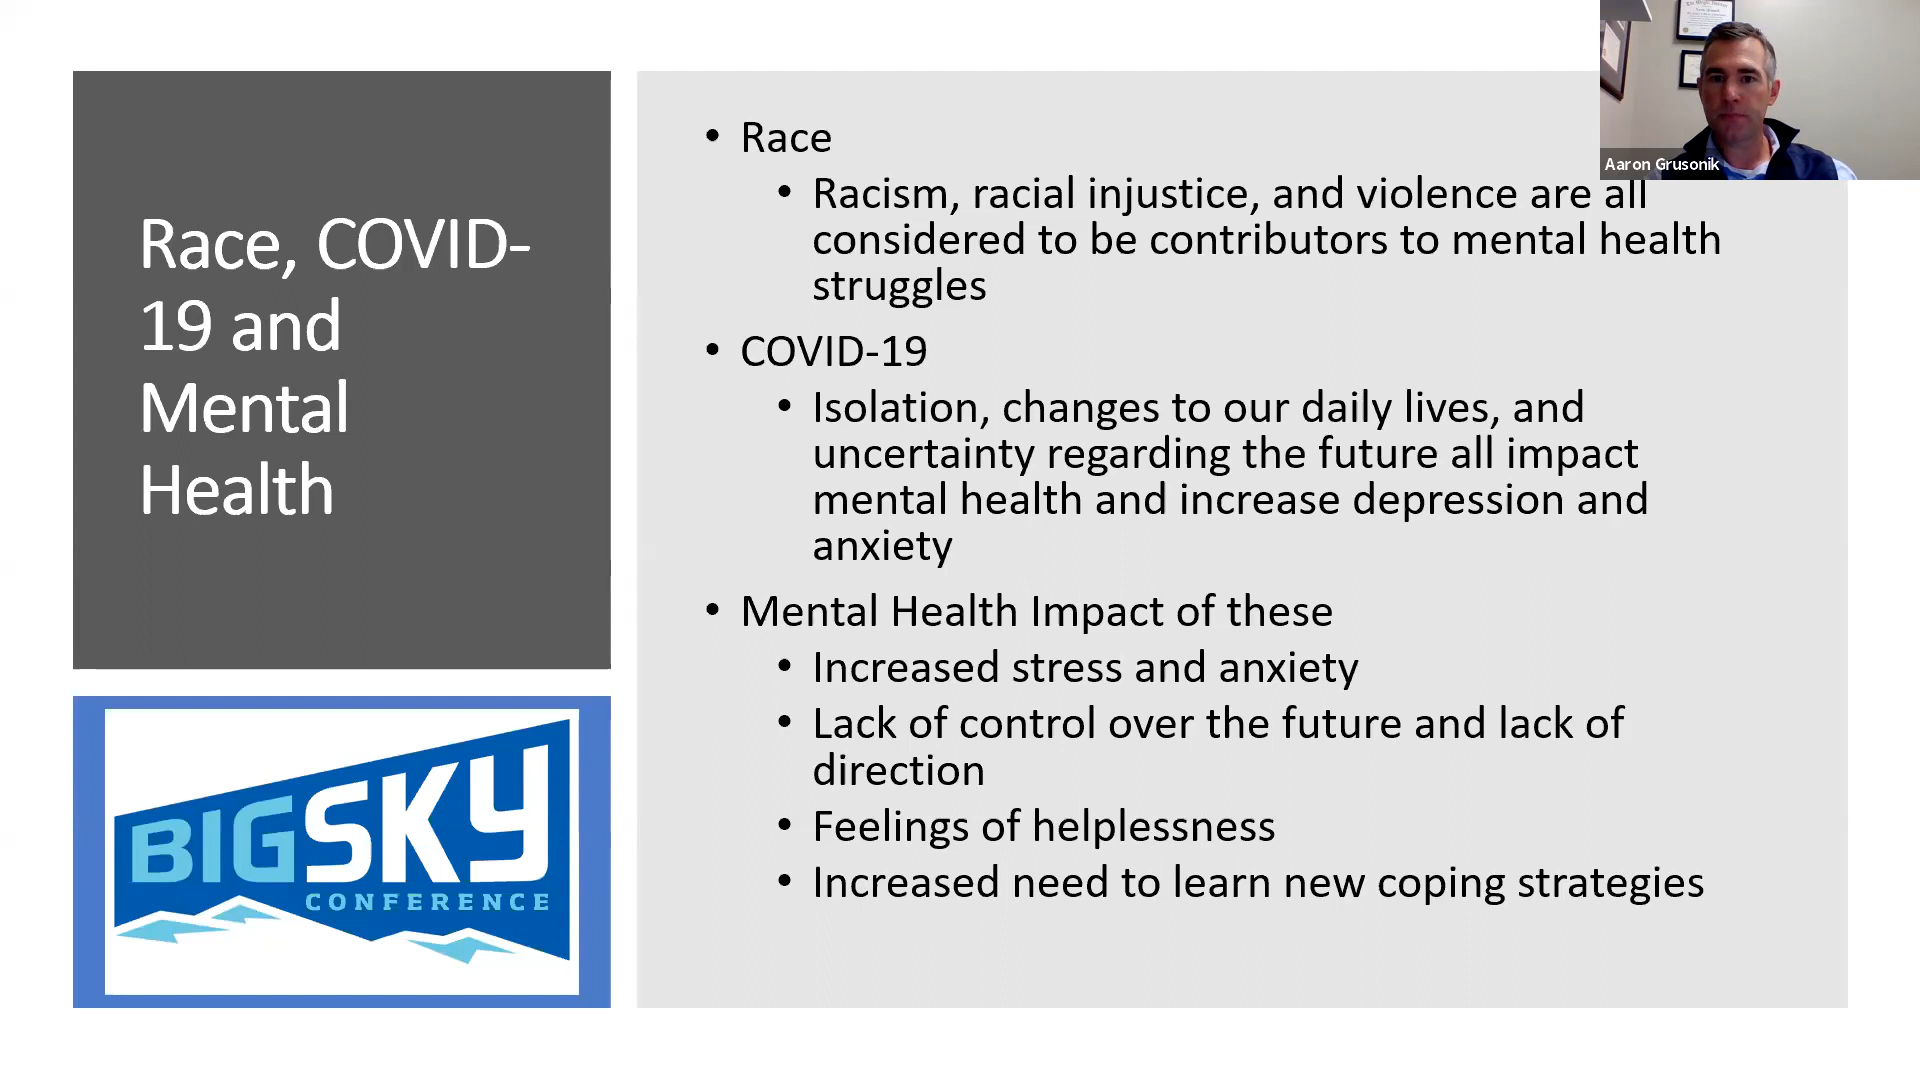 Race, COVID-
19 and
Mental
Health
BIGSKY
CONFERENCE
• Race
• Racism, racial injustice, and violence are all
considered to be contributors to mental health
struggles
• COVID-19
• Isolation, changes to our daily lives, and
uncertainty regarding the future all impact
mental health and increase depression and
anxiety
• Mental Health Impact of these
• Increased stress and anxiety
• Lack of control over the future and lack of
direction
• Feelings of helplessness
• Increased need to learn new coping strategies
Aaron Grusonik